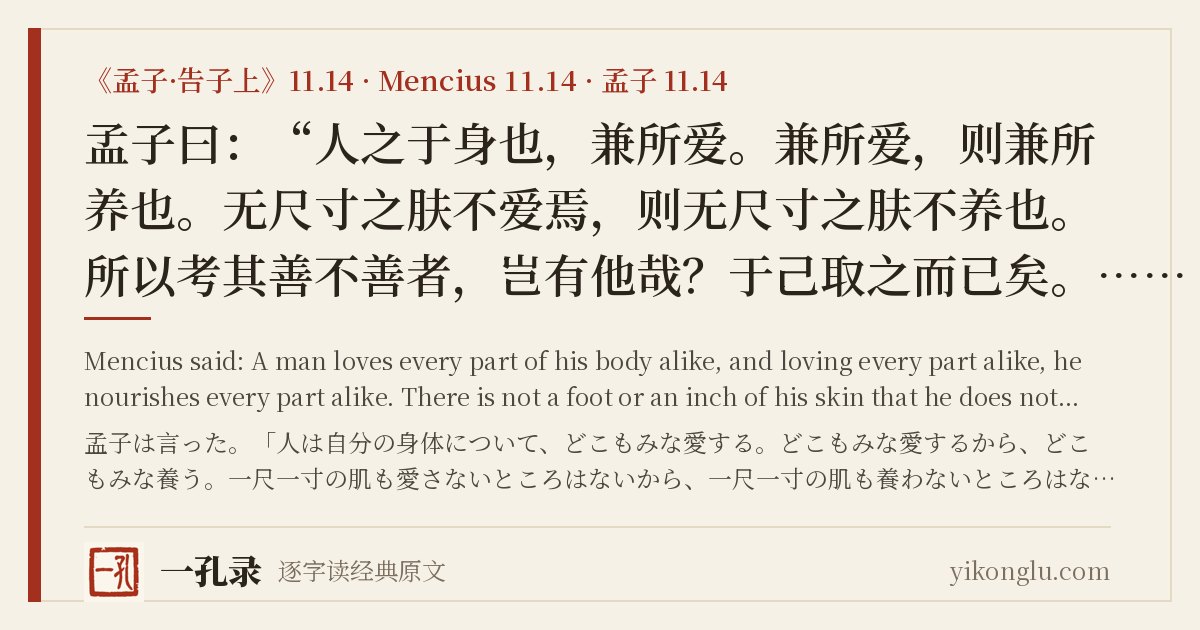 《孟子·告子上》11.14 · Mencius 11.14 · 孟子 11.14
孟子曰：“人之于身也，兼所爱。兼所爱，则兼所
养也。无尺寸之肤不爱焉，则无尺寸之肤不养也。
所以考其善不善者，岂有他哉？于己取之而已矣。……
Mencius said: A man loves every part of his body alike, and loving every part alike, he
nourishes every part alike. There is not a foot or an inch of his skin that he does not...
孟子は言った。「人は自分の身体について、どこもみな愛する。どこもみな愛するから、どこ
もみな養う。一尺一寸の肌も愛さないところはないから、一尺一寸の肌も養わないところはな…
一孔
一孔录 逐字读经典原文
yikonglu.com